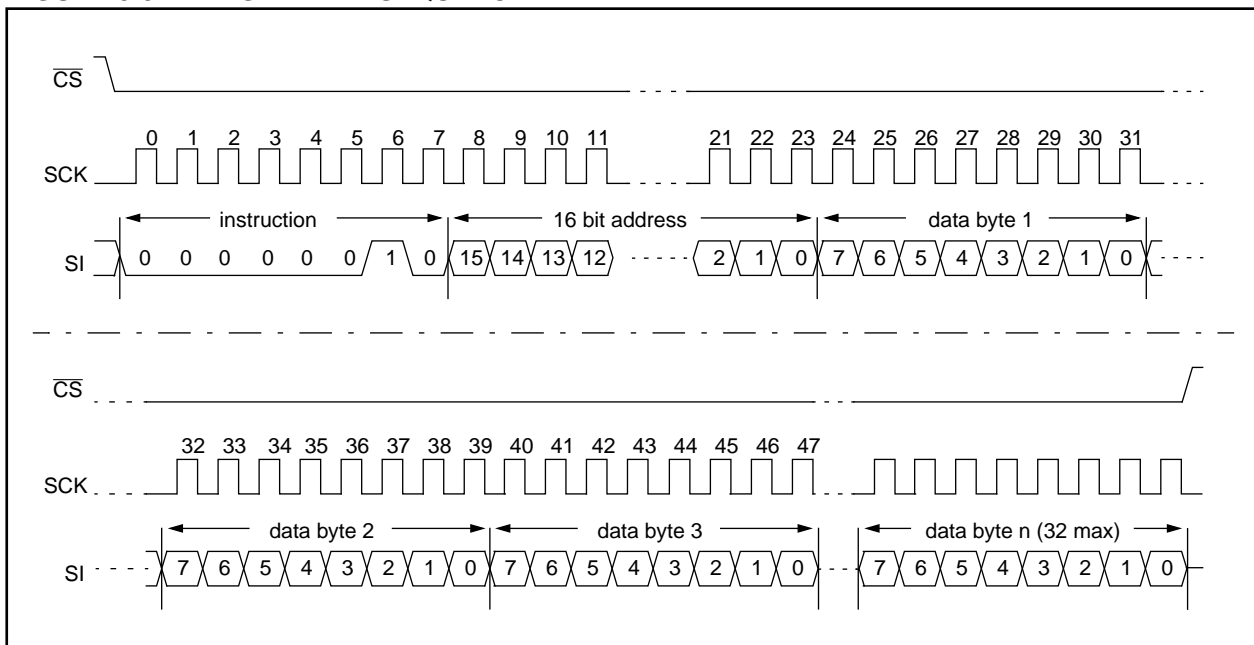 CS
0 1 2 3 4 5 6 7 8 9 10 11 21 22 23 24 25 26 27 28 29 30 31
SCK
instruction 16 bit address data byte 1
SI 0 0 0 0 0 0 1 0 15 14 13 12 2 1 0 7 6 5 4 3 2 1 0
CS
32 33 34 35 36 37 38 39 40 41 42 43 44 45 46 47
SCK
data byte 2 data byte 3 data byte n (32 max)
SI 7 6 5 4 3 2 1 0 7 6 5 4 3 2 1 0 7 6 5 4 3 2 1 0